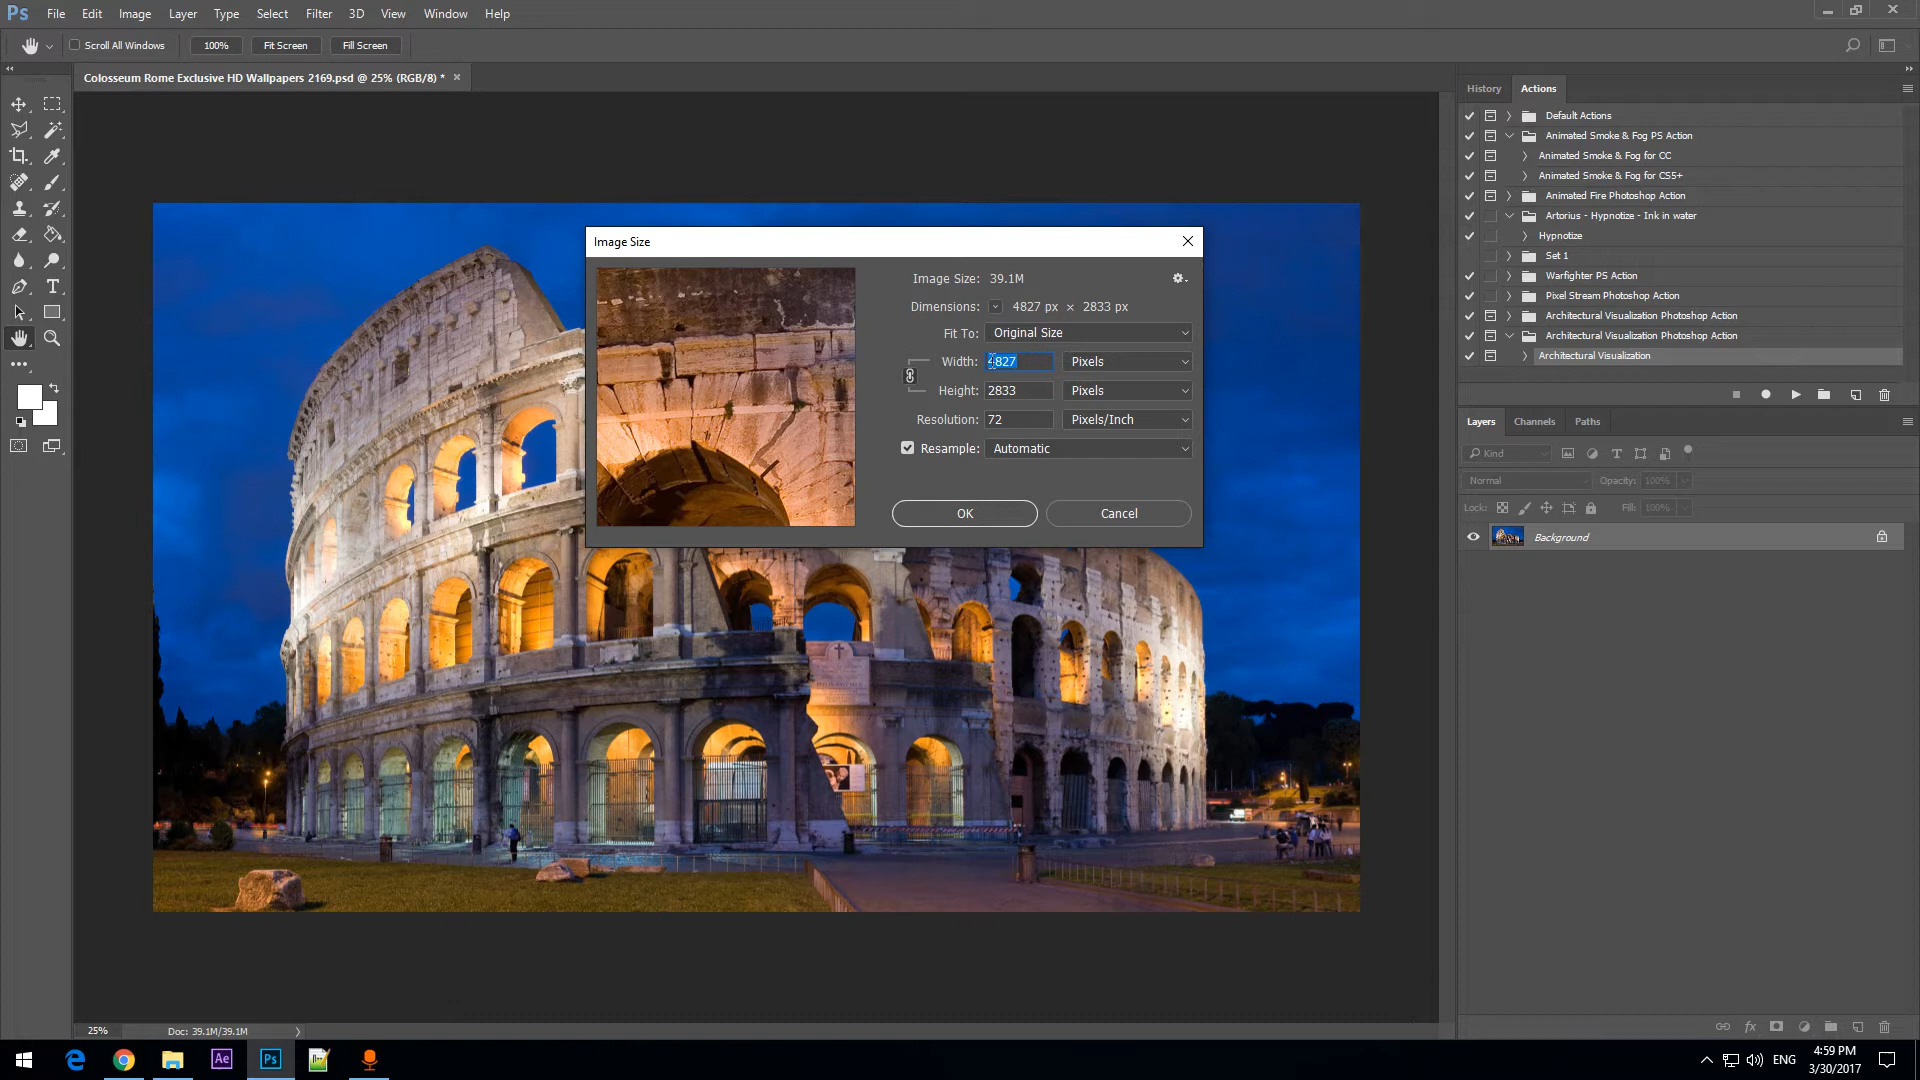 Ps File Edit Image Layer Type Select Filter 3D View Window Help
Scroll All Windows 100% Fit Screen Fill Screen
Colosseum Rome Exclusive HD Wallpapers 2169.psd @ 25% (RGB/8) *
History Actions
Default Actions
Animated Smoke & Fog PS Action
Animated Smoke & Fog for CC
Animated Smoke & Fog for CS5+
Animated Fire Photoshop Action
Artorius - Hypnotize - Ink in water
Hypnotize
Set 1
Warfighter PS Action
Pixel Stream Photoshop Action
Architectural Visualization Photoshop Action
Architectural Visualization Photoshop Action
Architectural Visualization
Image Size
Image Size: 39.1M
Dimensions: 4827 px × 2833 px
Fit To: Original Size
Width: 4827 Pixels
Height: 2833 Pixels
Resolution: 72 Pixels/Inch
Resample: Automatic
OK Cancel
Layers Channels Paths
Kind
Normal Opacity: 100%
Lock: Fill: 100%
Background
25% Doc: 39.1M/39.1M
Ae Ps
ENG
4:59 PM
3/30/2017